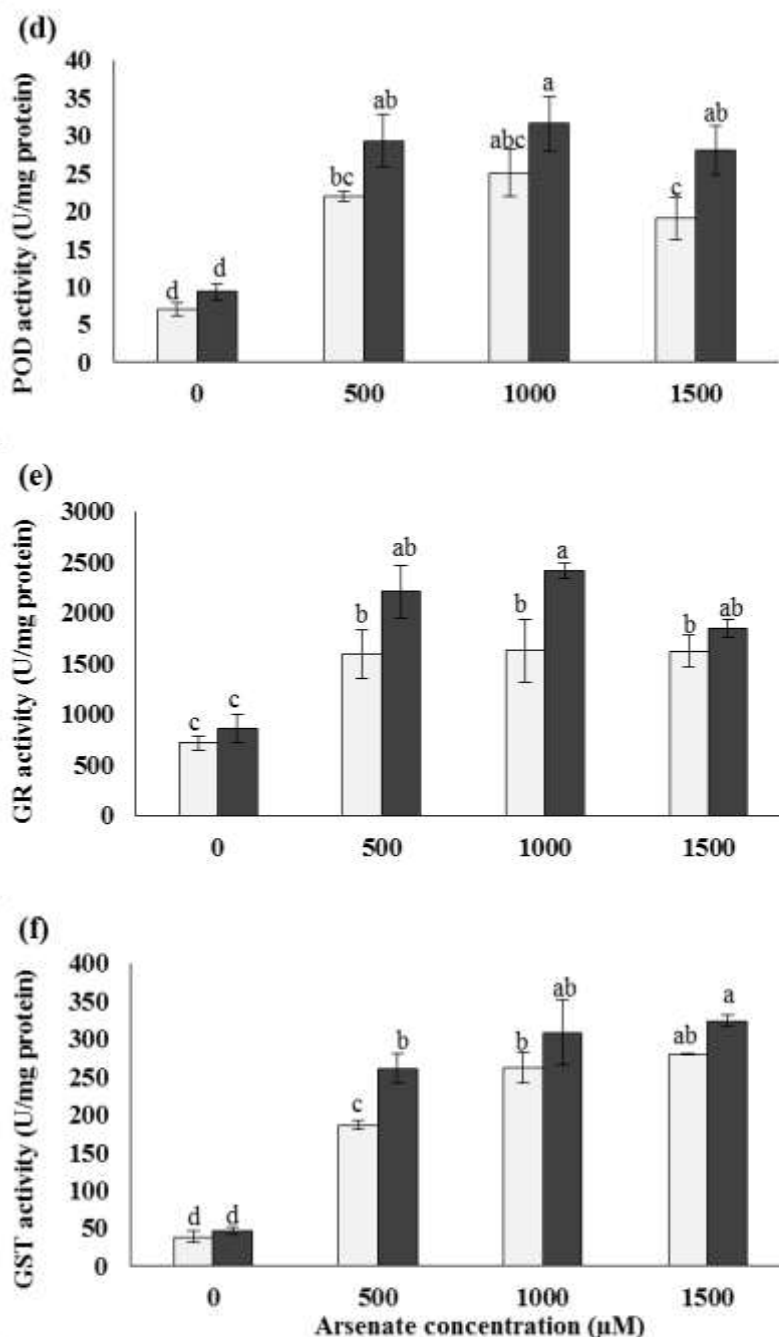 (d)
POD activity (U/mg protein)
40
35
30
25
20
15
10
5
0
d
d
bc
ab
abc
a
c
ab
0 500 1000 1500
(e)
GR activity (U/mg protein)
3000
2500
2000
1500
1000
500
0
c
c
b
ab
b
a
b
ab
0 500 1000 1500
(f)
GST activity (U/mg protein)
400
350
300
250
200
150
100
50
0
d
d
c
b
b
ab
ab
a
0 500 1000 1500
Arsenate concentration (µM)